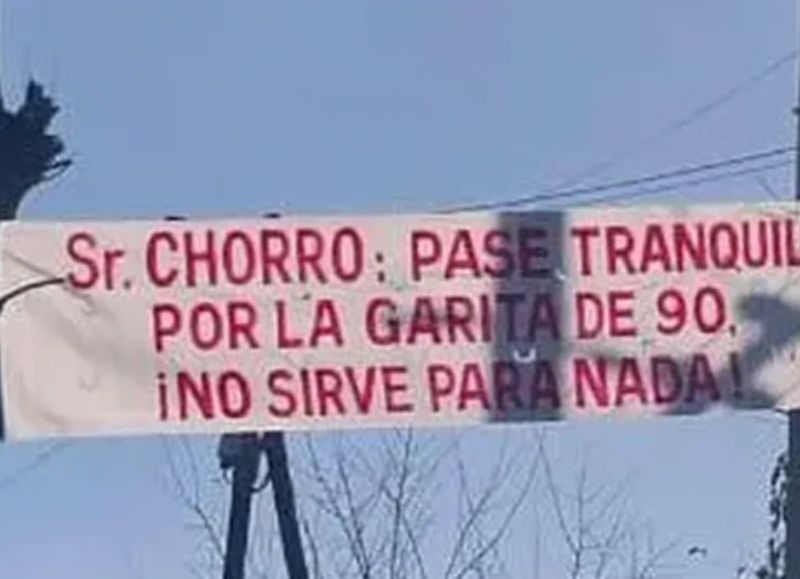 Sr. CHORRO: PASE TRANQUIL
POR LA GARITA DE 90,
¡NO SIRVE PARA NADA!